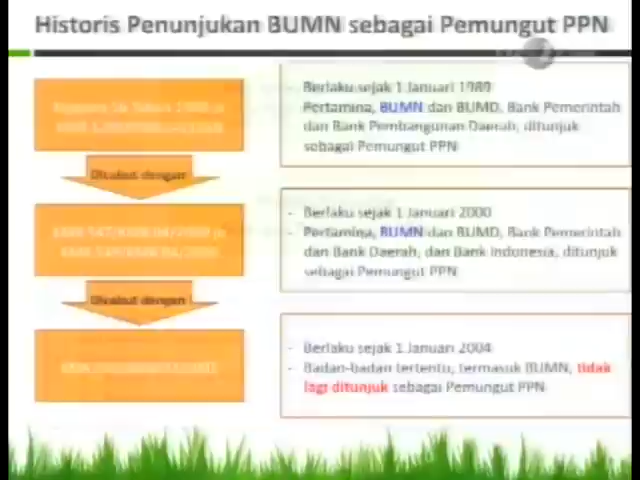 Historis Penunjukan BUMN sebagai Pemungut PPN
- Berlaku sejak 1 Januari 1989
- Pertamina, BUMN dan BUMD, Bank Pemerintah
dan Bank Pembangunan Daerah, ditunjuk
sebagai Pemungut PPN
Dicabut dengan
- Berlaku sejak 1 Januari 2000
- Pertamina, BUMN dan BUMD, Bank Pemerintah
dan Bank Daerah, dan Bank Indonesia, ditunjuk
sebagai Pemungut PPN
Dicabut dengan
- Berlaku sejak 1 Januari 2004
- Badan-badan tertentu, termasuk BUMN, tidak
lagi ditunjuk sebagai Pemungut PPN